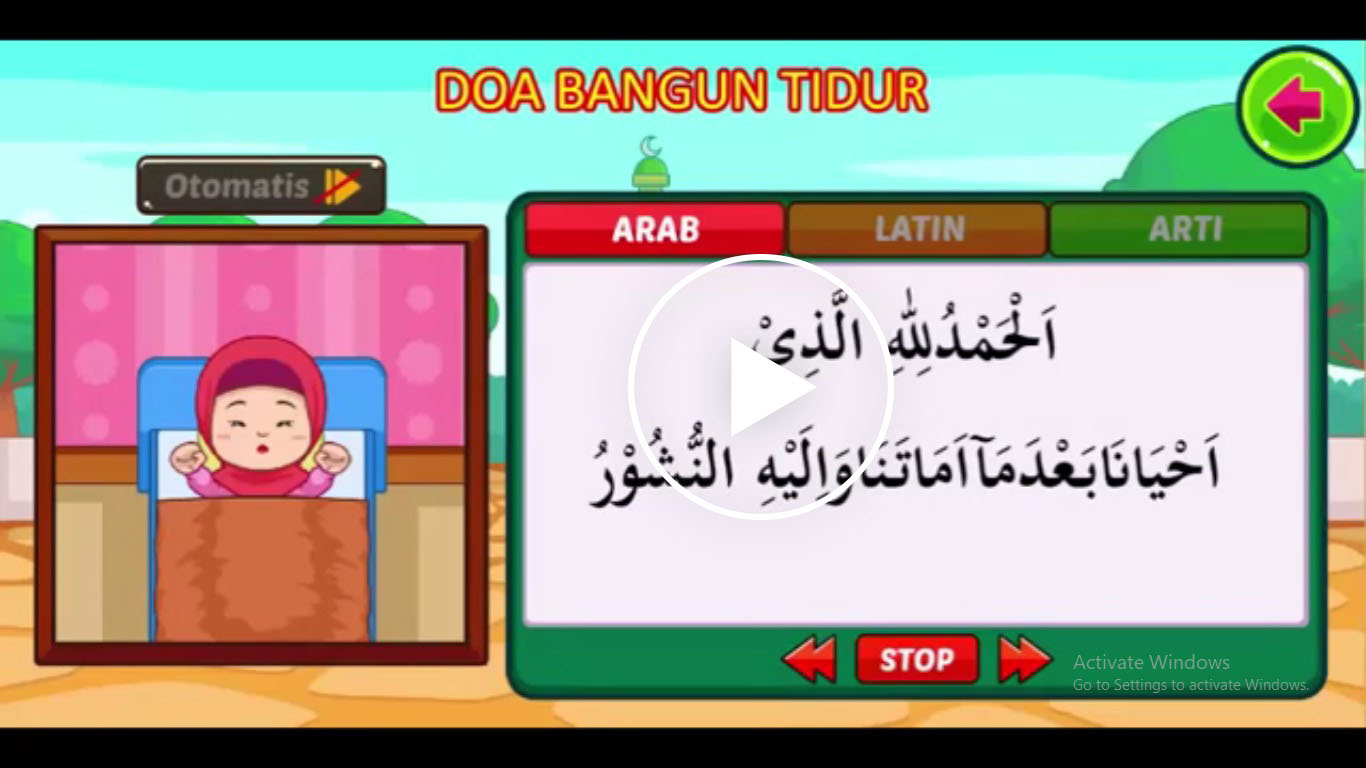 DOA BANGUN TIDUR
Otomatis
ARAB
LATIN
ARTI
اَلْحَمْدُلِلّٰهِ الَّذِىْ
اَحْيَانَابَعْدَمَآاَمَاتَنَاوَاِلَيْهِ النُّشُوْرُ
STOP
Activate Windows
Go to Settings to activate Windows.